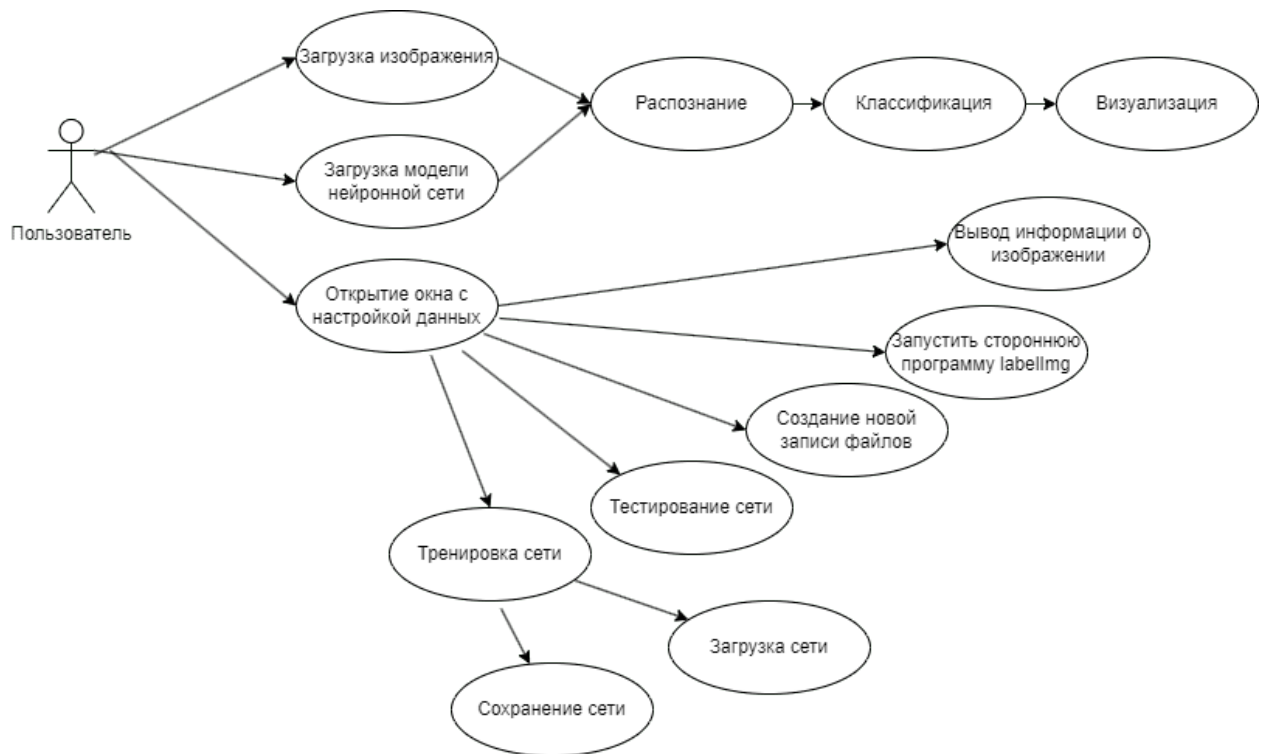 Загрузка изображения
Распознание
Классификация
Визуализация
Загрузка модели
нейронной сети
Пользователь
Вывод информации о
изображении
Открытие окна с
настройкой данных
Запустить стороннюю
программу labelImg
Создание новой
записи файлов
Тестирование сети
Тренировка сети
Загрузка сети
Сохранение сети